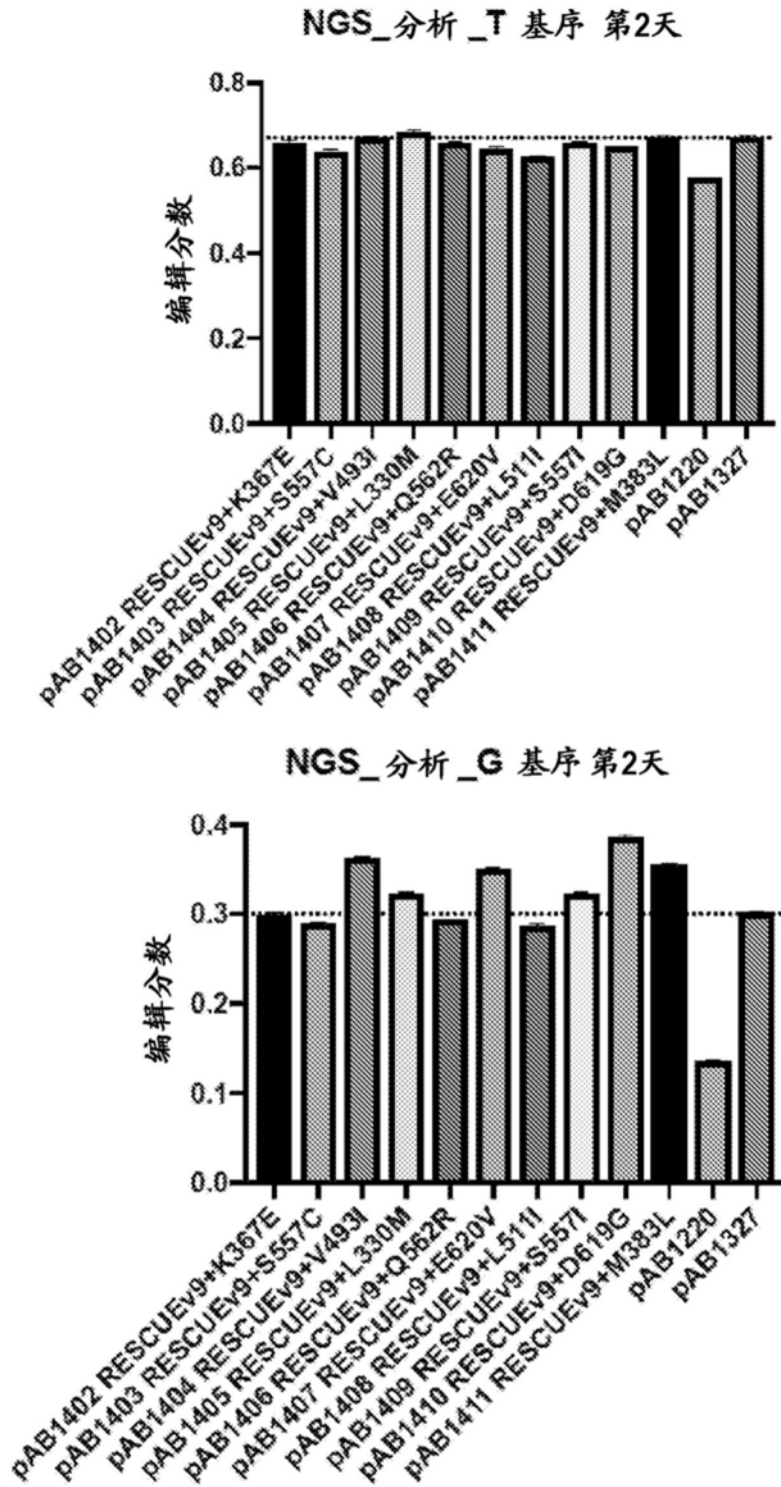 NGS_分析_T 基序 第2天
编辑分数
0.8
0.6
0.4
0.2
0.0
pAB1402 RESCUEv9+K367E
pAB1403 RESCUEv9+S557C
pAB1404 RESCUEv9+V493I
pAB1405 RESCUEv9+L330M
pAB1406 RESCUEv9+Q562R
pAB1407 RESCUEv9+E620V
pAB1408 RESCUEv9+L511I
pAB1409 RESCUEv9+S557I
pAB1410 RESCUEv9+D619G
pAB1411 RESCUEv9+M383L
pAB1220
pAB1327
NGS_分析_G 基序 第2天
编辑分数
0.4
0.3
0.2
0.1
0.0
pAB1402 RESCUEv9+K367E
pAB1403 RESCUEv9+S557C
pAB1404 RESCUEv9+V493I
pAB1405 RESCUEv9+L330M
pAB1406 RESCUEv9+Q562R
pAB1407 RESCUEv9+E620V
pAB1408 RESCUEv9+L511I
pAB1409 RESCUEv9+S557I
pAB1410 RESCUEv9+D619G
pAB1411 RESCUEv9+M383L
pAB1220
pAB1327